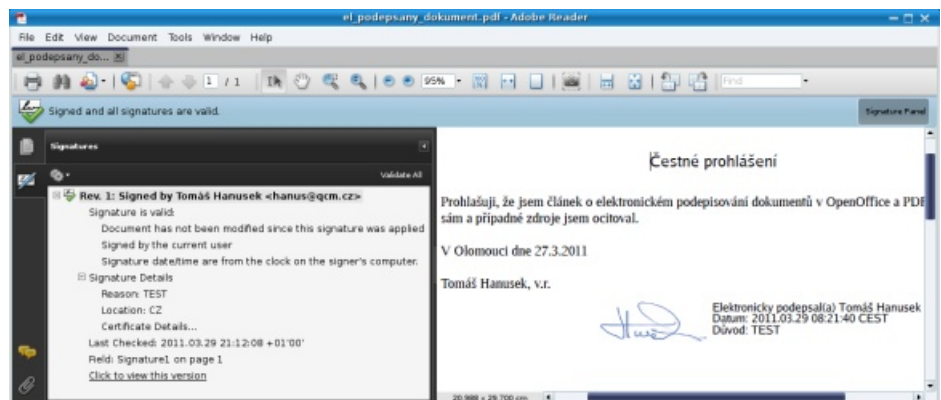 el_podepsany_dokument.pdf - Adobe Reader
File Edit View Document Tools Window Help
el_podepsany_do...
1 / 1 95% Find
Signed and all signatures are valid.
Signature Panel
Signatures
Validate All
Rev. 1: Signed by Tomáš Hanusek <hanus@qcm.cz>
Signature is valid:
Document has not been modified since this signature was applied
Signed by the current user
Signature date/time are from the clock on the signer's computer.
Signature Details
Reason: TEST
Location: CZ
Certificate Details...
Last Checked: 2011.03.29 21:12:08 +01'00'
Field: Signature1 on page 1
Click to view this version
Čestné prohlášení
Prohlašuji, že jsem článek o elektronickém podepisování dokumentů v OpenOffice a PDF
sám a případné zdroje jsem ocitoval.
V Olomouci dne 27.3.2011
Tomáš Hanusek, v.r.
Elektronicky podepsal(a) Tomáš Hanusek
Datum: 2011.03.29 08:21:40 CEST
Důvod: TEST
20,988 x 29,700 cm